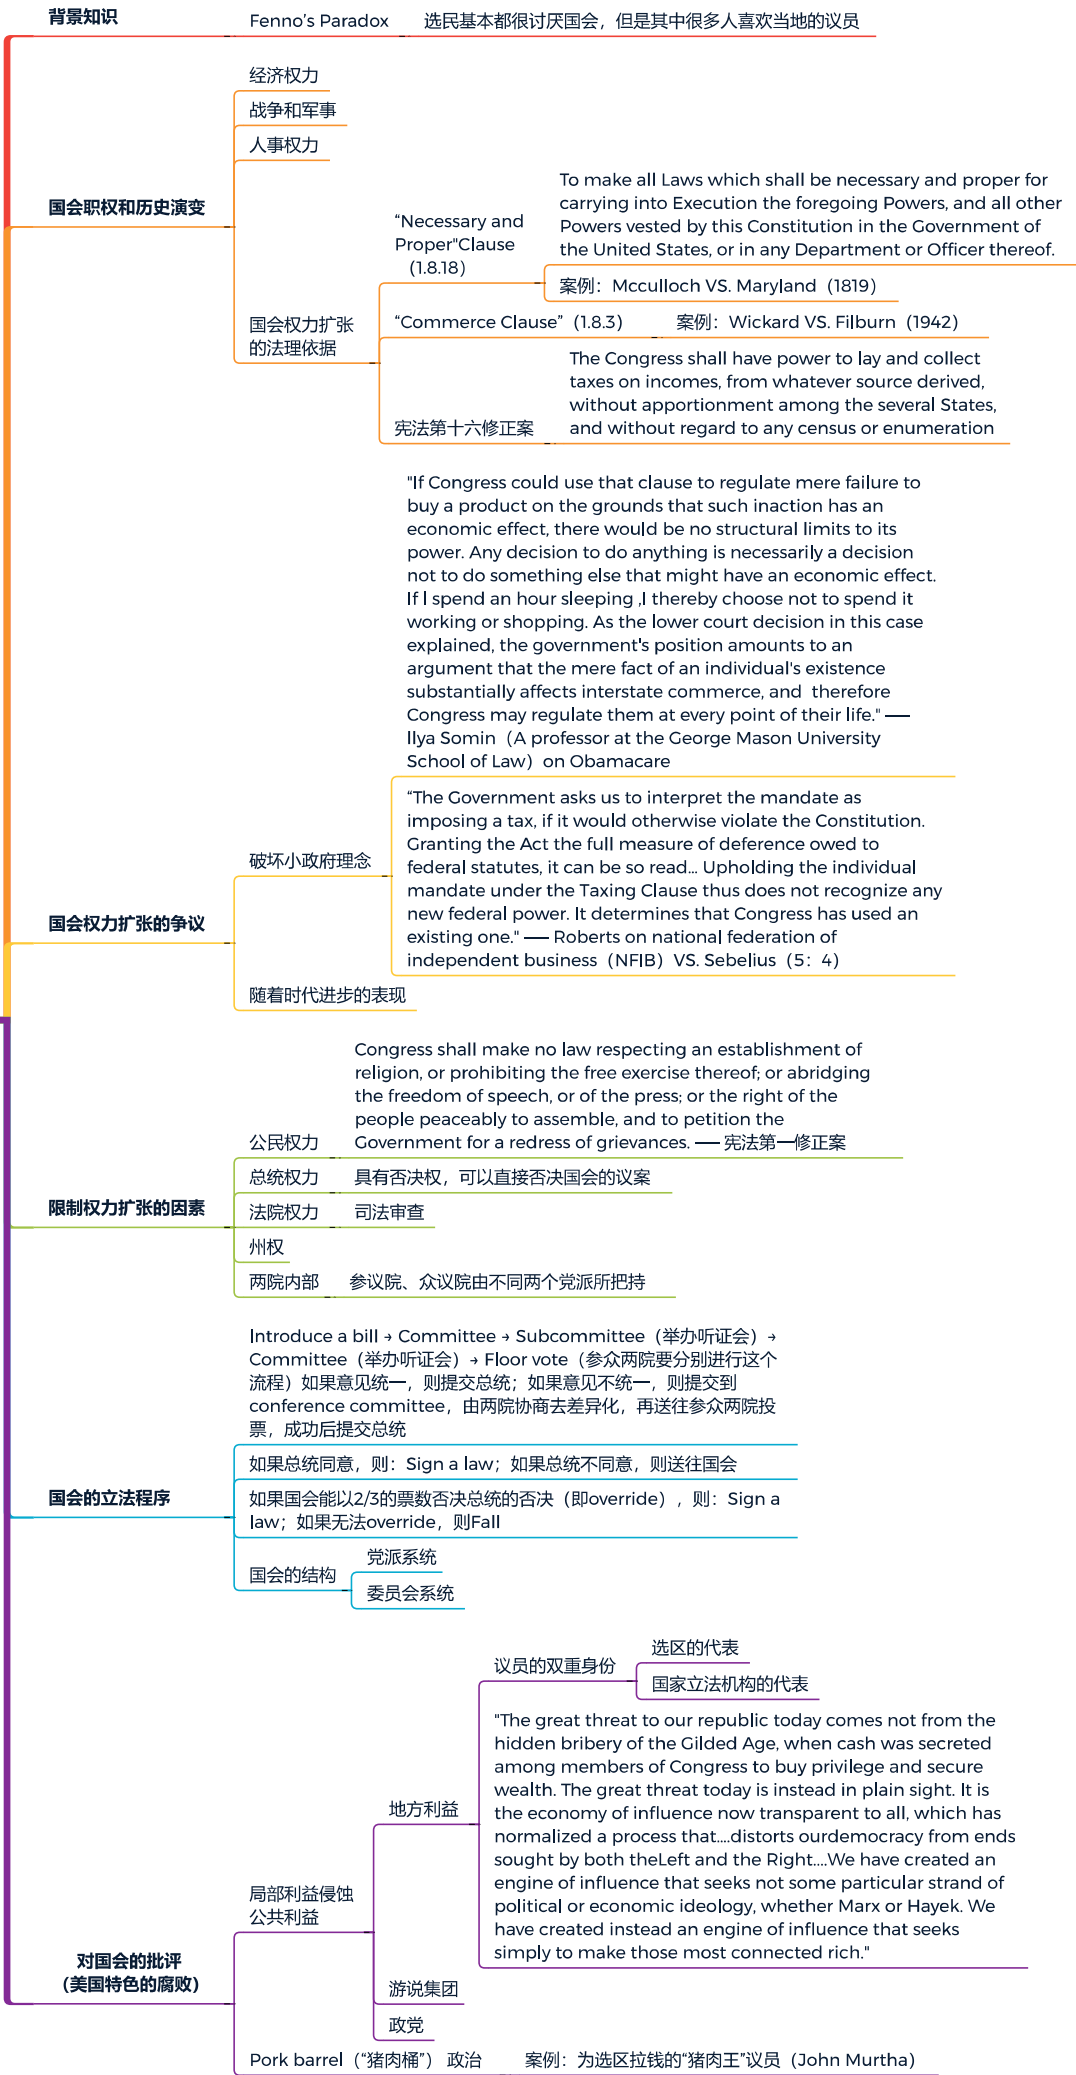 背景知识
Fenno’s Paradox
选民基本都很讨厌国会，但是其中很多人喜欢当地的议员
国会职权和历史演变
经济权力
战争和军事
人事权力
国会权力扩张
的法理依据
“Necessary and
Proper"Clause
（1.8.18）
To make all Laws which shall be necessary and proper for
carrying into Execution the foregoing Powers, and all other
Powers vested by this Constitution in the Government of
the United States, or in any Department or Officer thereof.
案例：Mcculloch VS. Maryland（1819）
“Commerce Clause”（1.8.3）
案例：Wickard VS. Filburn（1942）
宪法第十六修正案
The Congress shall have power to lay and collect
taxes on incomes, from whatever source derived,
without apportionment among the several States,
and without regard to any census or enumeration
国会权力扩张的争议
破坏小政府理念
"If Congress could use that clause to regulate mere failure to
buy a product on the grounds that such inaction has an
economic effect, there would be no structural limits to its
power. Any decision to do anything is necessarily a decision
not to do something else that might have an economic effect.
If I spend an hour sleeping ,I thereby choose not to spend it
working or shopping. As the lower court decision in this case
explained, the government's position amounts to an
argument that the mere fact of an individual's existence
substantially affects interstate commerce, and  therefore
Congress may regulate them at every point of their life." ——
Ilya Somin（A professor at the George Mason University
School of Law）on Obamacare
“The Government asks us to interpret the mandate as
imposing a tax, if it would otherwise violate the Constitution.
Granting the Act the full measure of deference owed to
federal statutes, it can be so read... Upholding the individual
mandate under the Taxing Clause thus does not recognize any
new federal power. It determines that Congress has used an
existing one." —— Roberts on national federation of
independent business（NFIB）VS. Sebelius（5：4）
随着时代进步的表现
限制权力扩张的因素
公民权力
Congress shall make no law respecting an establishment of
religion, or prohibiting the free exercise thereof; or abridging
the freedom of speech, or of the press; or the right of the
people peaceably to assemble, and to petition the
Government for a redress of grievances. —— 宪法第一修正案
总统权力
具有否决权，可以直接否决国会的议案
法院权力
司法审查
州权
两院内部
参议院、众议院由不同两个党派所把持
国会的立法程序
Introduce a bill → Committee → Subcommittee（举办听证会）→
Committee（举办听证会）→ Floor vote（参众两院要分别进行这个
流程）如果意见统一，则提交总统；如果意见不统一，则提交到
conference committee，由两院协商去差异化，再送往参众两院投
票，成功后提交总统
如果总统同意，则：Sign a law；如果总统不同意，则送往国会
如果国会能以2/3的票数否决总统的否决（即override），则：Sign a
law；如果无法override，则Fall
国会的结构
党派系统
委员会系统
对国会的批评
（美国特色的腐败）
局部利益侵蚀
公共利益
地方利益
议员的双重身份
选区的代表
国家立法机构的代表
"The great threat to our republic today comes not from the
hidden bribery of the Gilded Age, when cash was secreted
among members of Congress to buy privilege and secure
wealth. The great threat today is instead in plain sight. It is
the economy of influence now transparent to all, which has
normalized a process that....distorts ourdemocracy from ends
sought by both theLeft and the Right....We have created an
engine of influence that seeks not some particular strand of
political or economic ideology, whether Marx or Hayek. We
have created instead an engine of influence that seeks
simply to make those most connected rich."
游说集团
政党
Pork barrel（“猪肉桶”） 政治
案例：为选区拉钱的“猪肉王”议员（John Murtha）